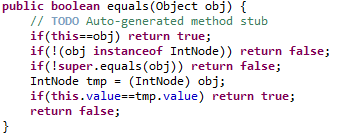 public boolean equals(Object obj) {
// TODO Auto-generated method stub
if(this==obj) return true;
if(!(obj instanceof IntNode)) return false;
if(!super.equals(obj)) return false;
IntNode tmp = (IntNode) obj;
if(this.value==tmp.value) return true;
return false;
}